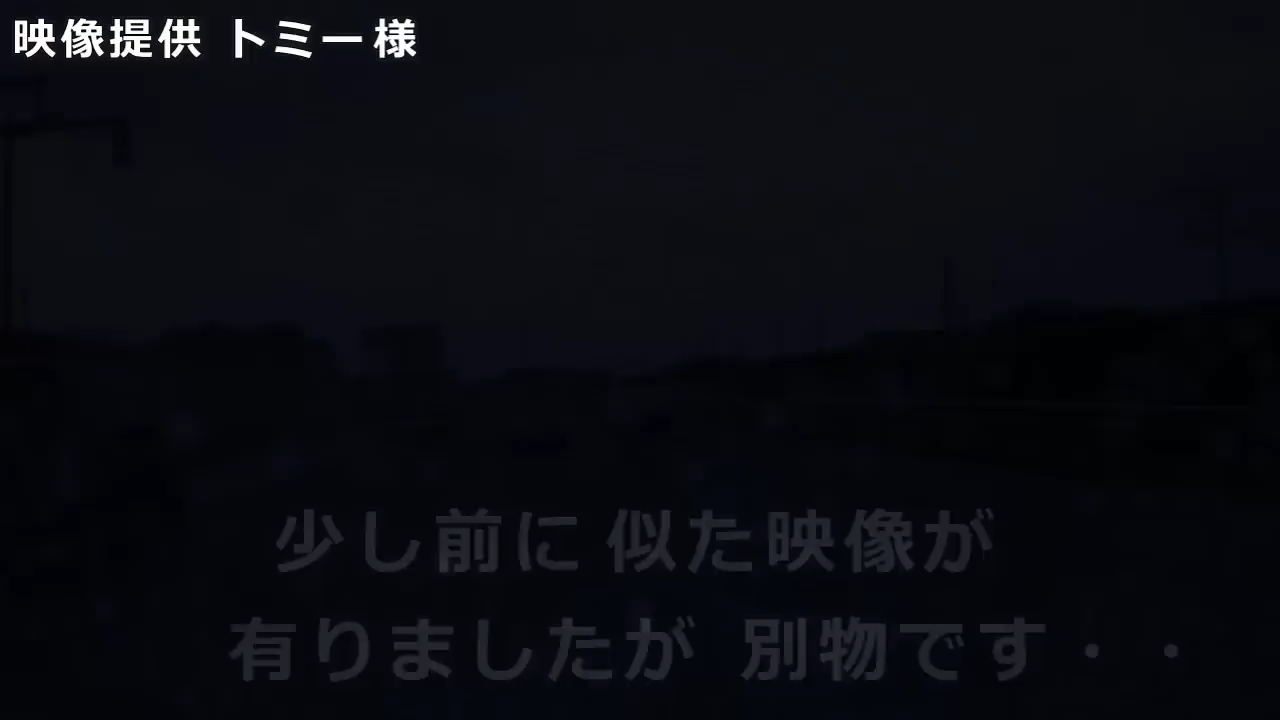 映像提供 トミー様
少し前に 似た映像が
有りましたが 別物です・・